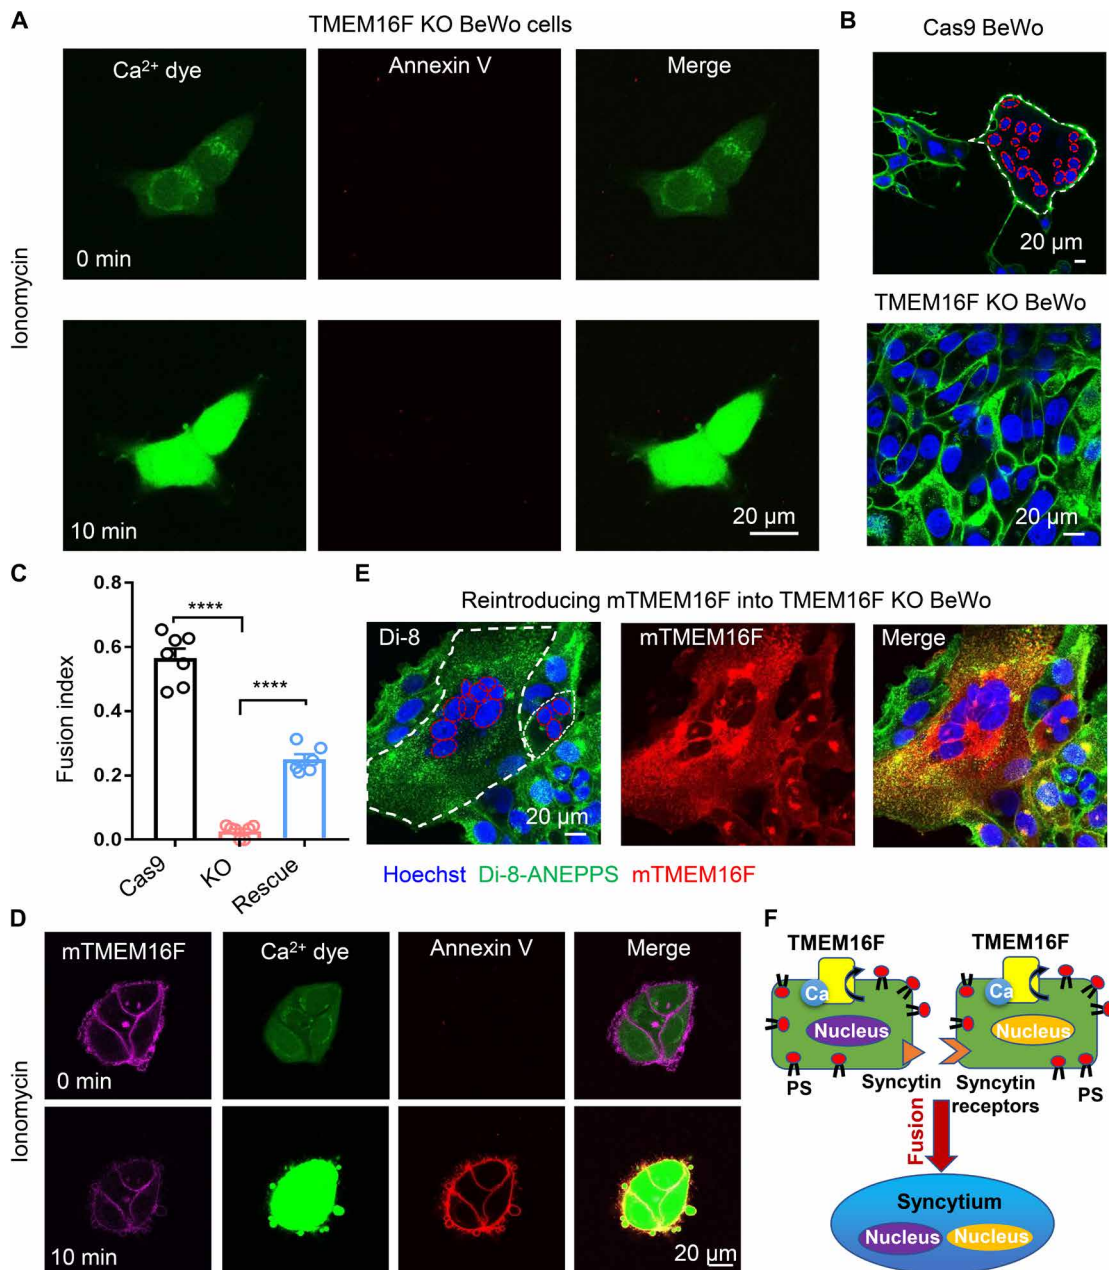 A
TMEM16F KO BeWo cells
Ca²⁺ dye
Annexin V
Merge
Ionomycin
0 min
10 min
20 µm
B
Cas9 BeWo
20 µm
TMEM16F KO BeWo
20 µm
C
Fusion index
0.8
0.6
0.4
0.2
0.0
****
****
Cas9
KO
Rescue
E
Reintroducing mTMEM16F into TMEM16F KO BeWo
Di-8
mTMEM16F
Merge
20 µm
Hoechst Di-8-ANEPPS mTMEM16F
D
mTMEM16F
Ca²⁺ dye
Annexin V
Merge
Ionomycin
0 min
10 min
20 µm
F
TMEM16F
TMEM16F
Ca
Ca
Nucleus
Nucleus
PS
Syncytin
Syncytin
receptors
PS
Fusion
Syncytium
Nucleus
Nucleus